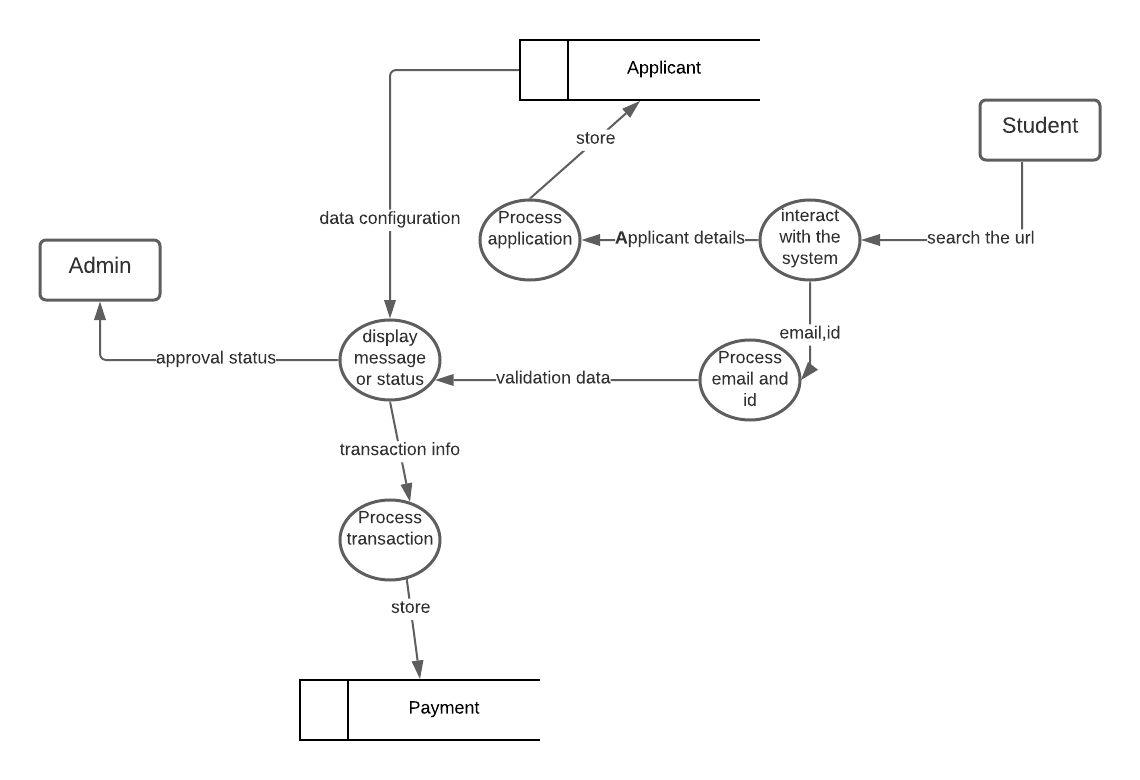 Applicant
Student
store
data configuration
Process
application
Applicant details
interact
with the
system
search the url
Admin
email,id
display
message
or status
approval status
validation data
Process
email and
id
transaction info
Process
transaction
store
Payment